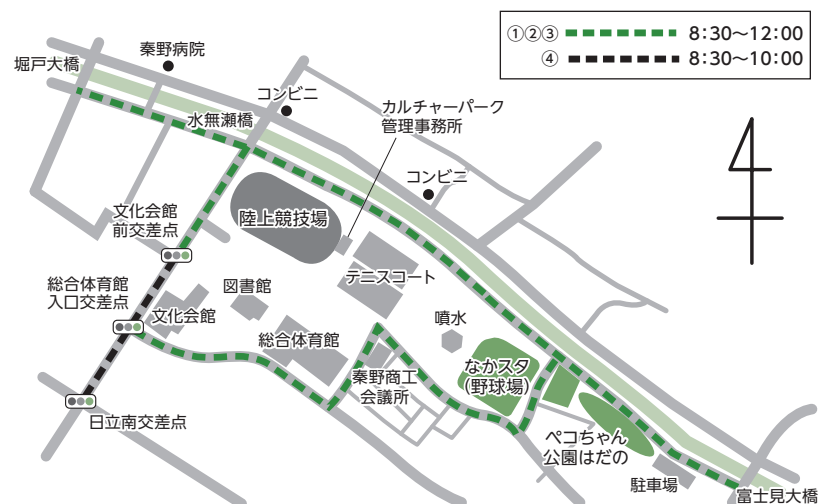 ①②③ 8:30～12:00
④ 8:30～10:00
秦野病院
堀戸大橋
コンビニ
カルチャーパーク
管理事務所
水無瀬橋
コンビニ
文化会館
前交差点
陸上競技場
総合体育館
入口交差点
図書館
テニスコート
文化会館
噴水
総合体育館
なかスタ
(野球場)
秦野商工
会議所
日立南交差点
ペコちゃん
公園はだの
駐車場
富士見大橋